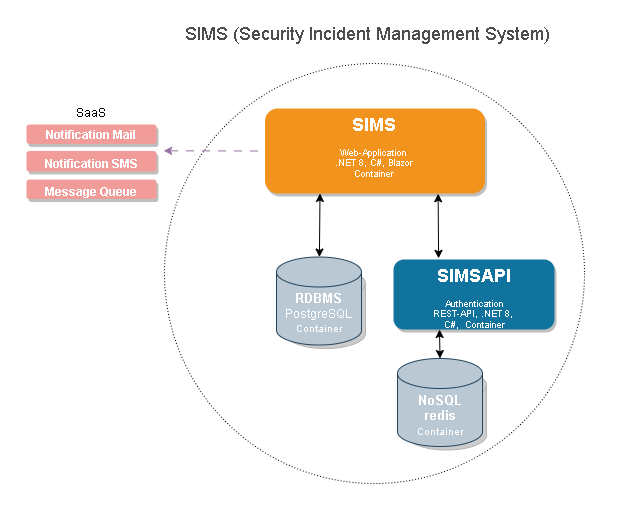 SIMS (Security Incident Management System)
SaaS
Notification Mail
Notification SMS
Message Queue
SIMS
Web-Application
.NET 8, C#, Blazor
Container
RDBMS
PostgreSQL
Container
SIMSAPI
Authentication
REST-API, .NET 8,
C#, Container
NoSQL
redis
Container